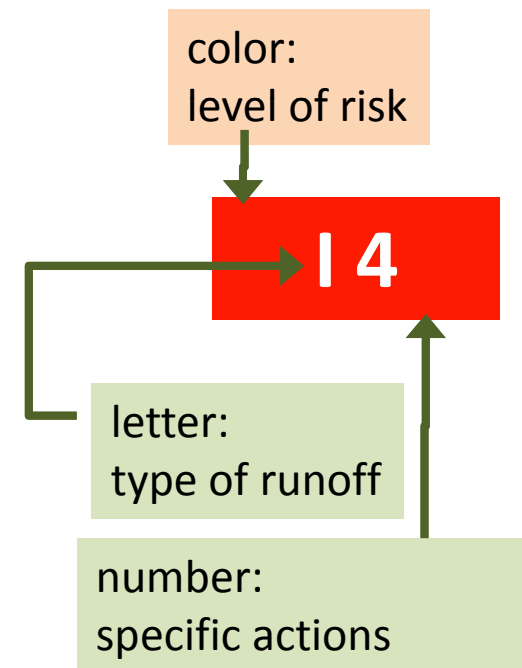 color:
level of risk
I 4
letter:
type of runoff
number:
specific actions